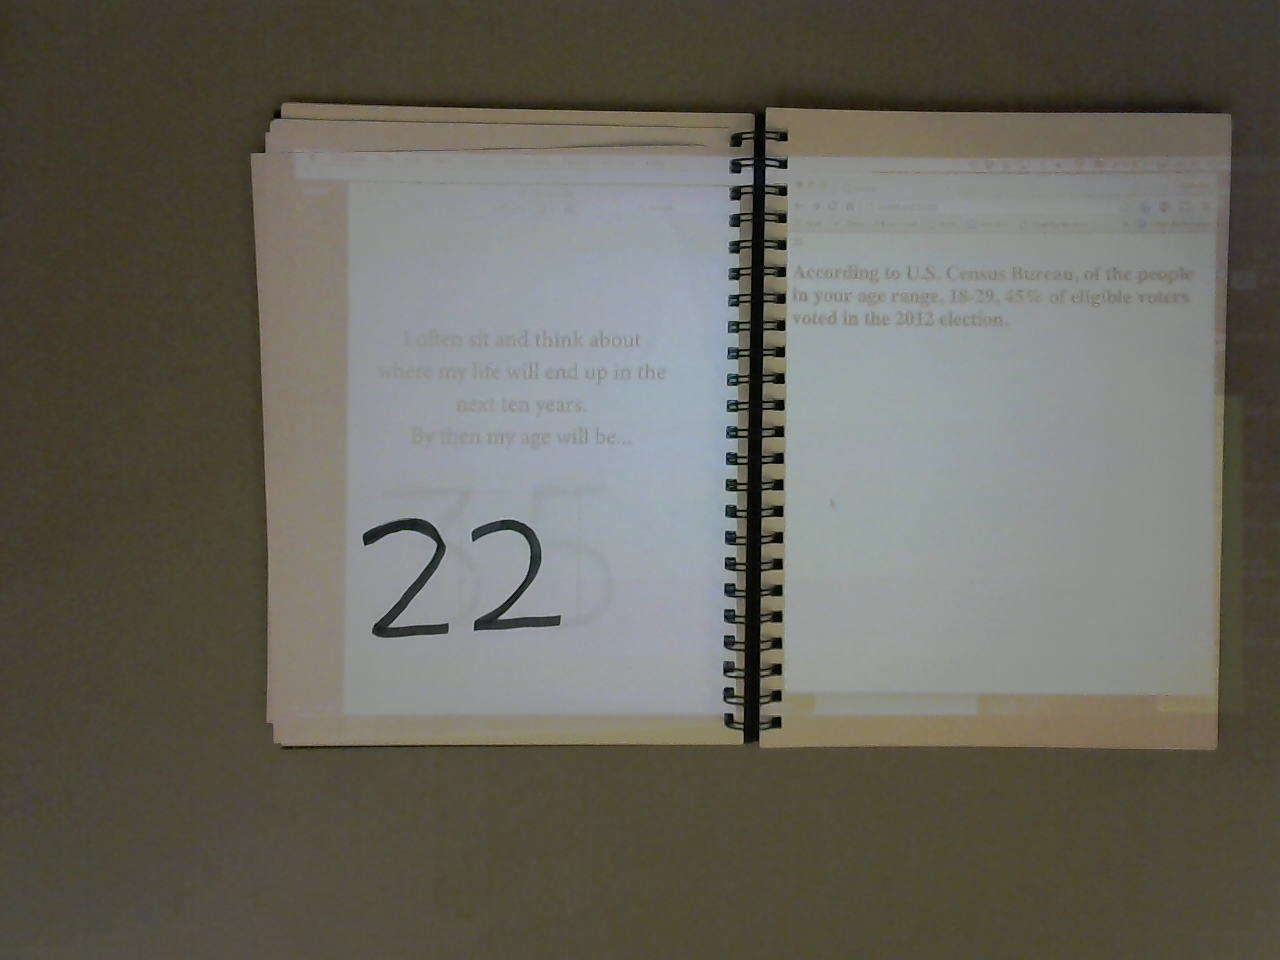 I often sit and think about
where my life will end up in the
next ten years.
By then my age will be...
35
22
According to U.S. Census Bureau, of the people
in your age range, 18-29, 45% of eligible voters
voted in the 2012 election.